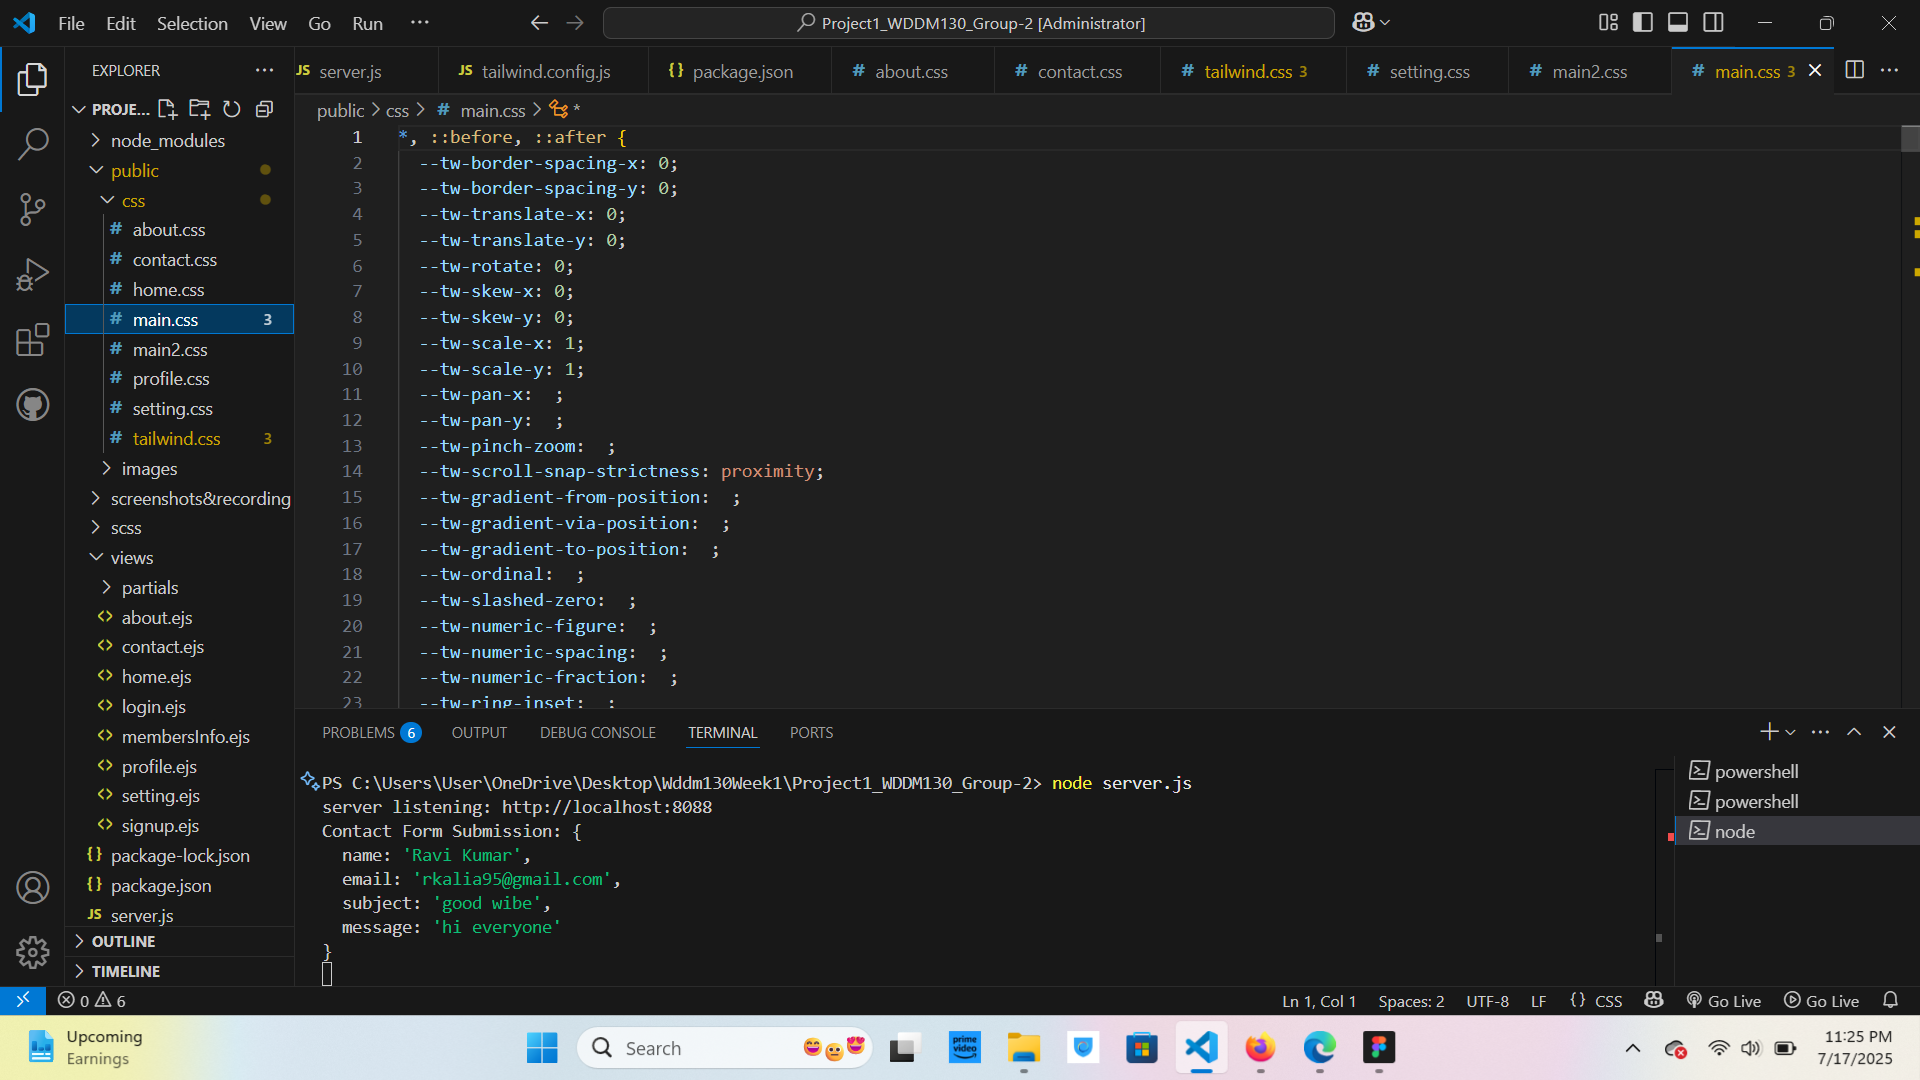 File Edit Selection View Go Run ···
Project1_WDDM130_Group-2 [Administrator]
EXPLORER
JS server.js
JS tailwind.config.js
{} package.json
# about.css
# contact.css
# tailwind.css 3
# setting.css
# main2.css
# main.css 3
PROJE...
public > css > # main.css > *
node_modules
public
css
# about.css
# contact.css
# home.css
# main.css 3
# main2.css
# profile.css
# setting.css
# tailwind.css 3
images
screenshots&recording
scss
views
partials
<> about.ejs
<> contact.ejs
<> home.ejs
<> login.ejs
<> membersInfo.ejs
<> profile.ejs
<> setting.ejs
<> signup.ejs
{} package-lock.json
{} package.json
JS server.js
OUTLINE
TIMELINE
1 *, ::before, ::after {
2 --tw-border-spacing-x: 0;
3 --tw-border-spacing-y: 0;
4 --tw-translate-x: 0;
5 --tw-translate-y: 0;
6 --tw-rotate: 0;
7 --tw-skew-x: 0;
8 --tw-skew-y: 0;
9 --tw-scale-x: 1;
10 --tw-scale-y: 1;
11 --tw-pan-x:  ;
12 --tw-pan-y:  ;
13 --tw-pinch-zoom:  ;
14 --tw-scroll-snap-strictness: proximity;
15 --tw-gradient-from-position:  ;
16 --tw-gradient-via-position:  ;
17 --tw-gradient-to-position:  ;
18 --tw-ordinal:  ;
19 --tw-slashed-zero:  ;
20 --tw-numeric-figure:  ;
21 --tw-numeric-spacing:  ;
22 --tw-numeric-fraction:  ;
23 --tw-ring-inset:  ;
PROBLEMS 6 OUTPUT DEBUG CONSOLE TERMINAL PORTS
PS C:\Users\User\OneDrive\Desktop\Wddm130Week1\Project1_WDDM130_Group-2> node server.js
server listening: http://localhost:8088
Contact Form Submission: {
name: 'Ravi Kumar',
email: 'rkalia95@gmail.com',
subject: 'good wibe',
message: 'hi everyone'
}
powershell
powershell
node
0 6
Ln 1, Col 1 Spaces: 2 UTF-8 LF {} CSS Go Live Go Live
Upcoming
Earnings
Search
prime video
11:25 PM
7/17/2025